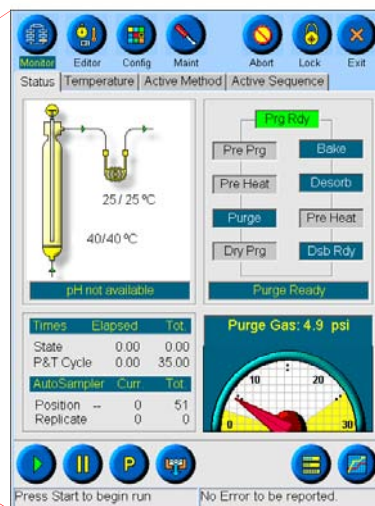 Monitor Editor Config Maint Abort Lock Exit
Status Temperature Active Method Active Sequence
25/ 25 °C
40/40 °C
pH not available
Prg Rdy
Pre Prg Bake
Pre Heat Desorb
Purge Pre Heat
Dry Prg Dsb Rdy
Purge Ready
Times Elapsed Tot.
State 0.00 0.00
P&T Cycle 0.00 35.00
AutoSampler Curr. Tot.
Position -- 0 51
Replicate 0 0
Purge Gas: 4.9 psi
10 20
0 30
P
Press Start to begin run No Error to be reported.